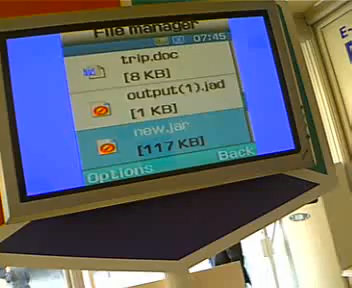 File manager
07:45
trip.doc
[8 KB]
output(1).jad
[1 KB]
new.jar
[117 KB]
Options Back
E-